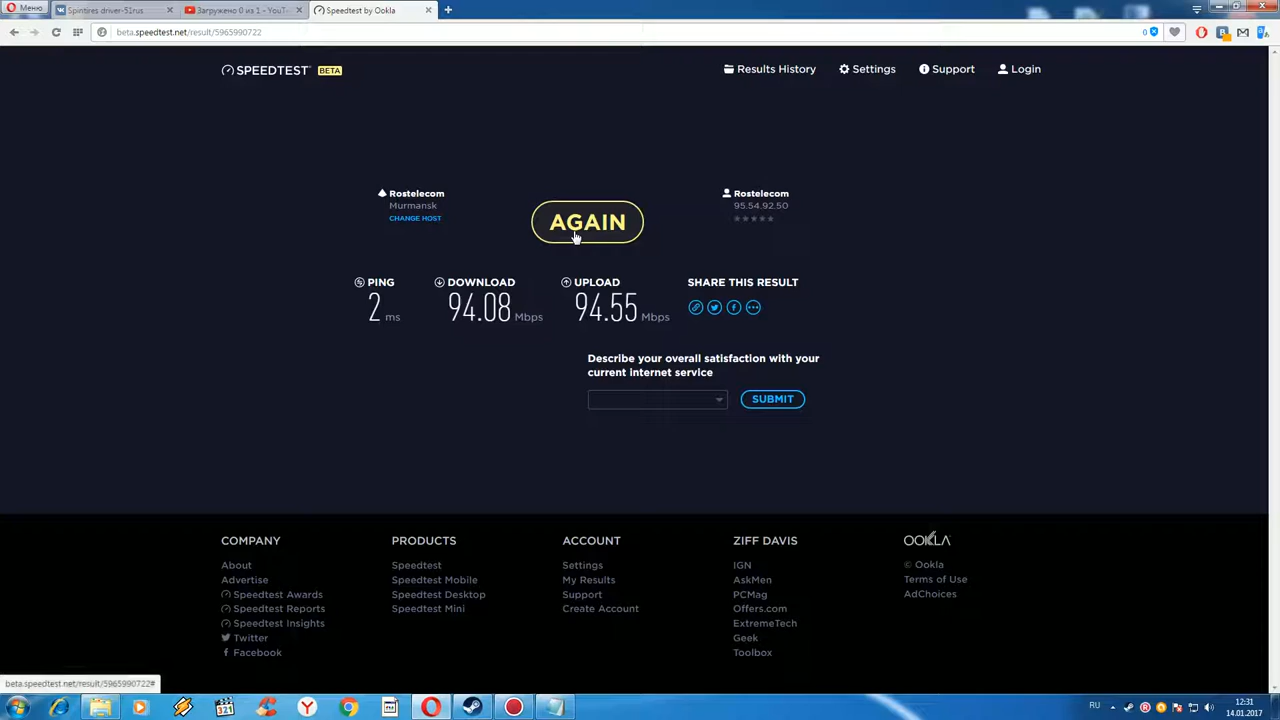 Меню
Spintires driver-51rus
Загружено 0 из 1 - YouT
Speedtest by Ookla
beta.speedtest.net/result/5965990722
0
SPEEDTEST BETA
Results History
Settings
Support
Login
Rostelecom
Murmansk
CHANGE HOST
AGAIN
Rostelecom
95.54.92.50
PING
2 ms
DOWNLOAD
94.08 Mbps
UPLOAD
94.55 Mbps
SHARE THIS RESULT
Describe your overall satisfaction with your
current internet service
SUBMIT
COMPANY
About
Advertise
Speedtest Awards
Speedtest Reports
Speedtest Insights
Twitter
Facebook
PRODUCTS
Speedtest
Speedtest Mobile
Speedtest Desktop
Speedtest Mini
ACCOUNT
Settings
My Results
Support
Create Account
ZIFF DAVIS
IGN
AskMen
PCMag
Offers.com
ExtremeTech
Geek
Toolbox
OOKLA
© Ookla
Terms of Use
AdChoices
beta.speedtest.net/result/5965990722#
321
RU
12:31
14.01.2017